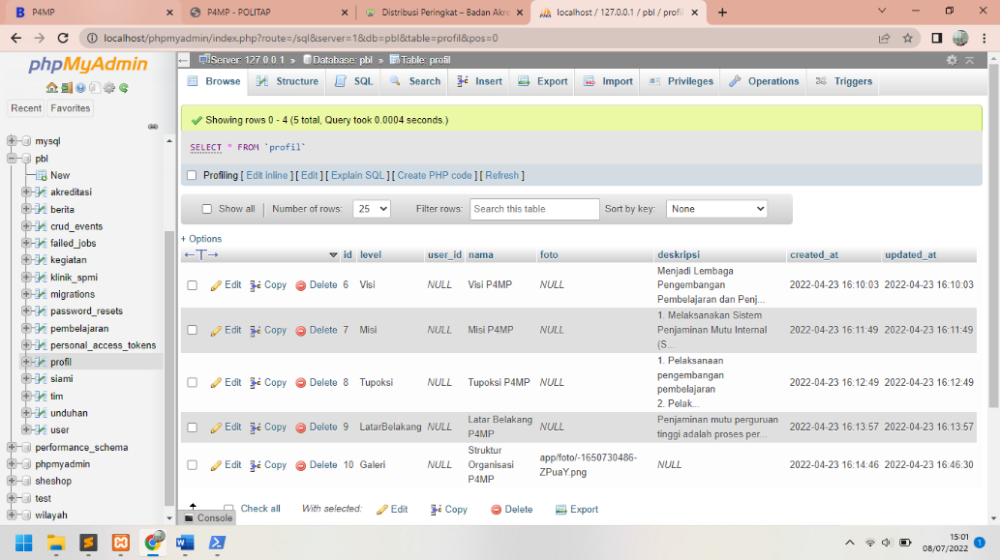 P4MP
P4MP - POLITAP
Distribusi Peringkat – Badan Akre
localhost / 127.0.0.1 / pbl / profil
localhost/phpmyadmin/index.php?route=/sql&server=1&db=pbl&table=profil&pos=0
phpMyAdmin
Recent
Favorites
mysql
pbl
New
akreditasi
berita
crud_events
failed_jobs
kegiatan
klinik_spmi
migrations
password_resets
pembelajaran
personal_access_tokens
profil
siami
tim
unduhan
user
performance_schema
phpmyadmin
sheshop
test
wilayah
Server: 127.0.0.1 » Database: pbl » Table: profil
Browse Structure SQL Search Insert Export Import Privileges Operations Triggers
Showing rows 0 - 4 (5 total, Query took 0.0004 seconds.)
SELECT * FROM `profil`
Profiling [ Edit inline ] [ Edit ] [ Explain SQL ] [ Create PHP code ] [ Refresh ]
Show all Number of rows: 25 Filter rows: Search this table Sort by key: None
+ Options
←T→ id level user_id nama foto deskripsi created_at updated_at
Edit Copy Delete 6 Visi NULL Visi P4MP NULL
Menjadi Lembaga
Pengembangan
Pembelajaran dan Penj...
2022-04-23 16:10:03 2022-04-23 16:10:03
Edit Copy Delete 7 Misi NULL Misi P4MP NULL
1. Melaksanakan Sistem
Penjaminan Mutu Internal
(S...
2022-04-23 16:11:49 2022-04-23 16:11:49
Edit Copy Delete 8 Tupoksi NULL Tupoksi P4MP NULL
1. Pelaksanaan
pengembangan
pembelajaran
2. Pelak...
2022-04-23 16:12:49 2022-04-23 16:12:49
Edit Copy Delete 9 LatarBelakang NULL
Latar Belakang
P4MP
NULL
Penjaminan mutu perguruan
tinggi adalah proses per...
2022-04-23 16:13:57 2022-04-23 16:13:57
Edit Copy Delete 10 Galeri NULL
Struktur
Organisasi
P4MP
app/foto/-1650730486-
ZPuaY.png
NULL
2022-04-23 16:14:46 2022-04-23 16:46:30
Check all With selected: Edit Copy Delete Export
Console
15:01
08/07/2022
1